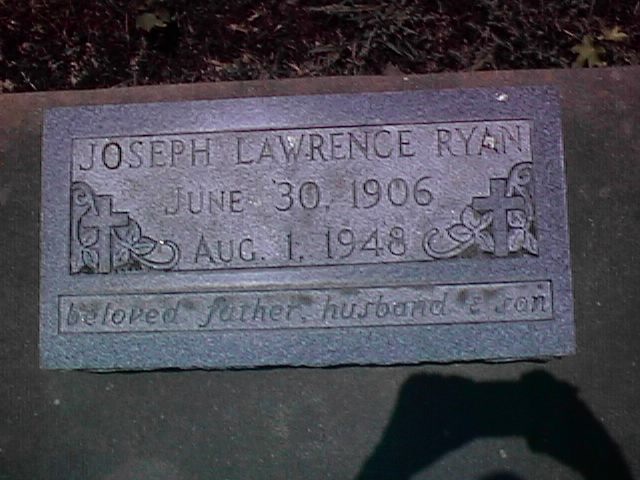 JOSEPH LAWRENCE RYAN
JUNE 30, 1906
AUG. 1, 1948
beloved father, husband & son